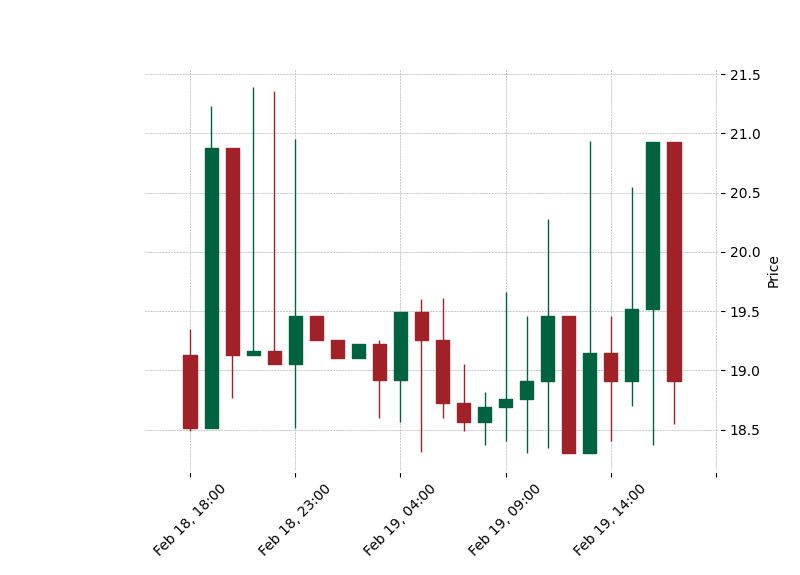 21.5
21.0
20.5
20.0
19.5
19.0
18.5
Price
Feb 18, 18:00
Feb 18, 23:00
Feb 19, 04:00
Feb 19, 09:00
Feb 19, 14:00